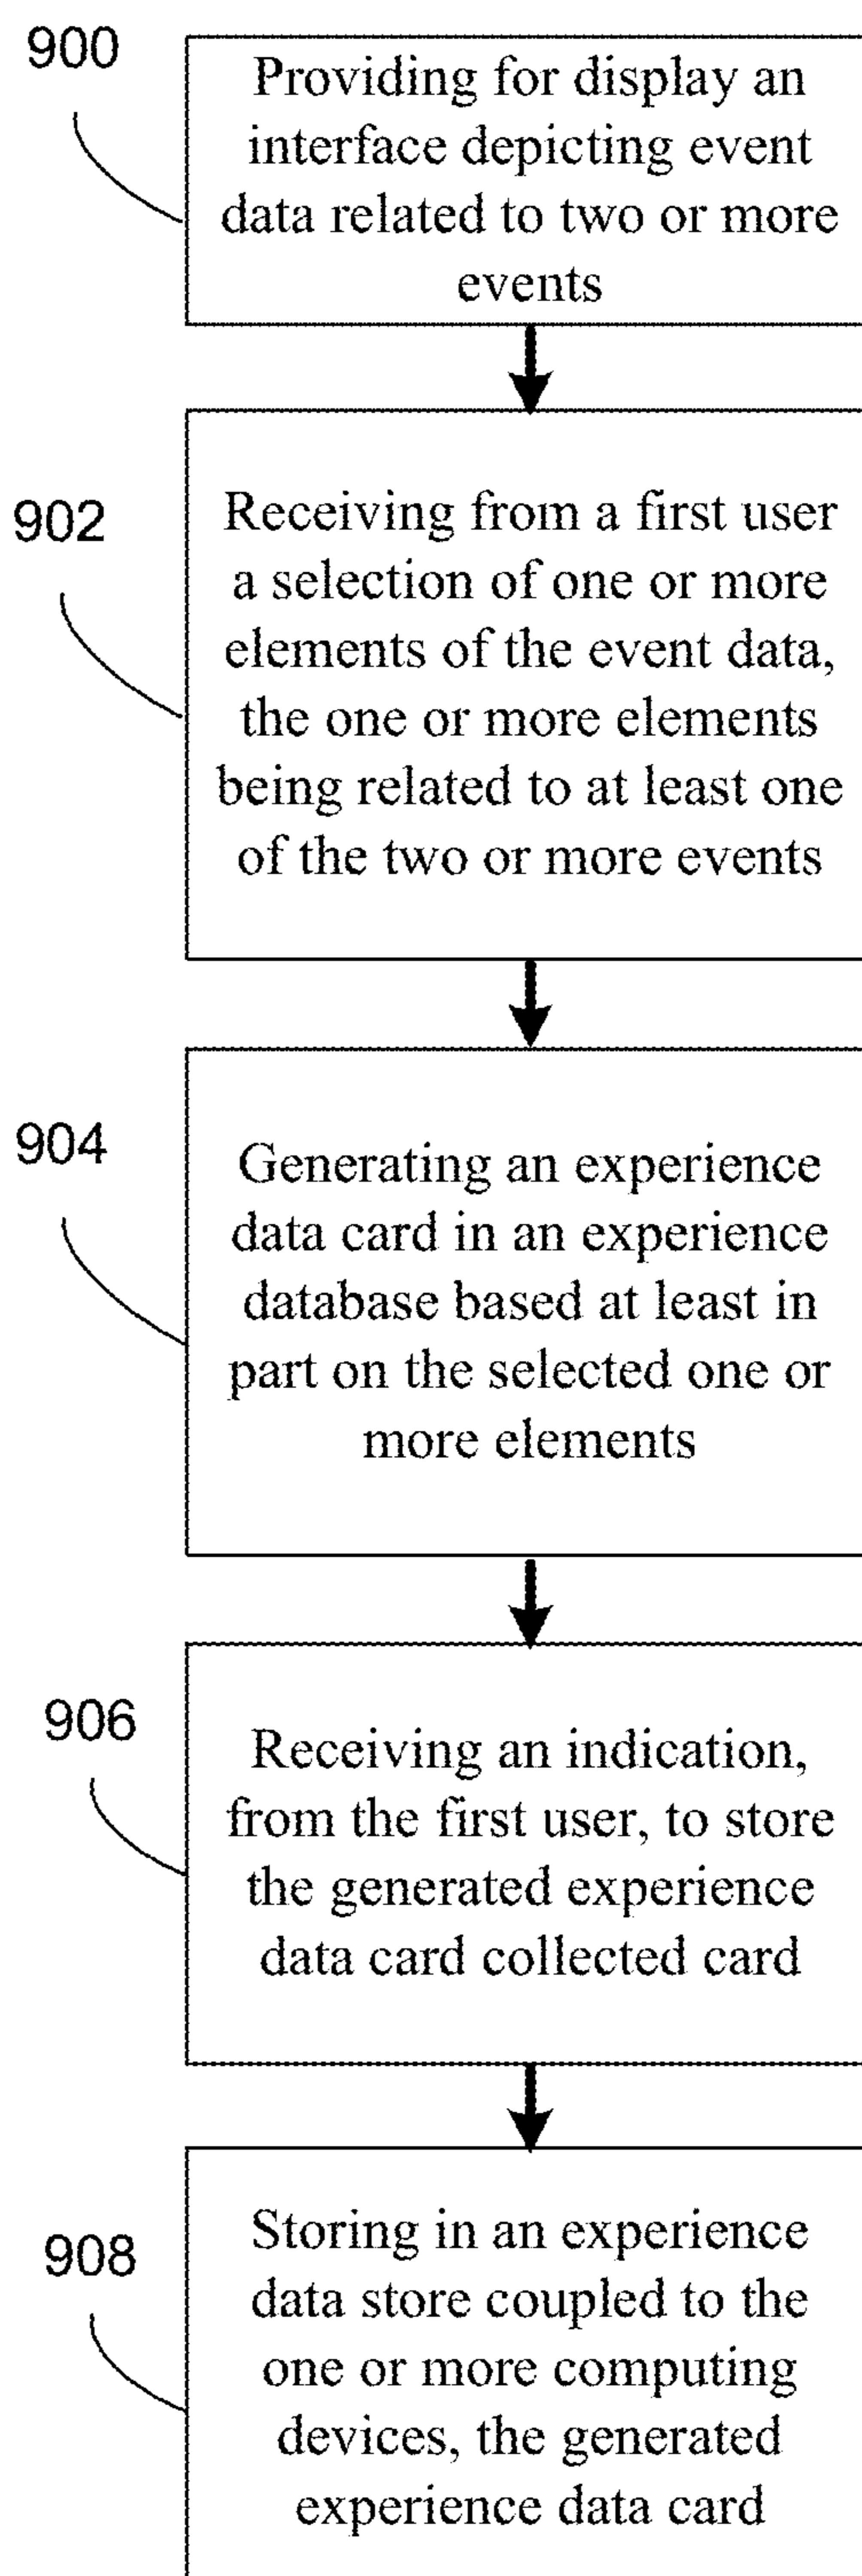 900
Providing for display an
interface depicting event
data related to two or more
events
902
Receiving from a first user
a selection of one or more
elements of the event data,
the one or more elements
being related to at least one
of the two or more events
904
Generating an experience
data card in an experience
database based at least in
part on the selected one or
more elements
906
Receiving an indication,
from the first user, to store
the generated experience
data card collected card
908
Storing in an experience
data store coupled to the
one or more computing
devices, the generated
experience data card